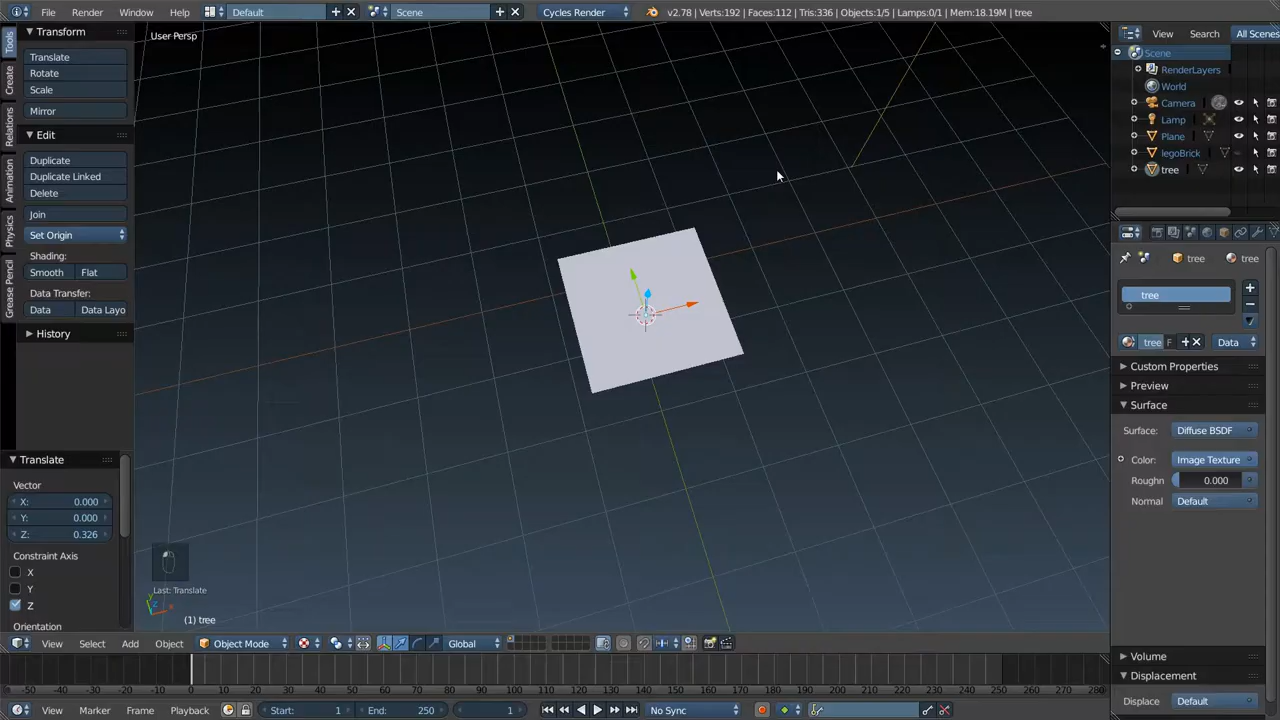 File Render Window Help Default Scene Cycles Render v2.78 | Verts:192 | Faces:112 | Tris:336 | Objects:1/5 | Lamps:0/1 | Mem:18.19M | tree
View Search All Scenes
Tools
Create
Relations
Animation
Physics
Grease Pencil
Transform
Translate
Rotate
Scale
Mirror
Edit
Duplicate
Duplicate Linked
Delete
Join
Set Origin
Shading:
Smooth Flat
Data Transfer:
Data Data Layo
History
Translate
Vector
X: 0.000
Y: 0.000
Z: 0.326
Constraint Axis
X
Y
Z
Orientation
User Persp
Last: Translate
(1) tree
Scene
RenderLayers
World
Camera
Lamp
Plane
legoBrick
tree
tree tree
tree
tree F Data
Custom Properties
Preview
Surface
Surface: Diffuse BSDF
Color: Image Texture
Roughn 0.000
Normal Default
Volume
Displacement
Displace Default
View Select Add Object Object Mode Global
-50 -40 -30 -20 -10 0 10 20 30 40 50 60 70 80 90 100 110 120 130 140 150 160 170 180 190 200 210 220 230 240 250 260 270 280
View Marker Frame Playback Start: 1 End: 250 1 No Sync